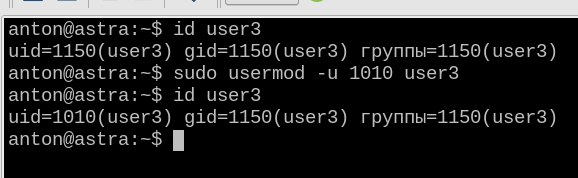 anton@astra:~$ id user3
uid=1150(user3) gid=1150(user3) группы=1150(user3)
anton@astra:~$ sudo usermod -u 1010 user3
anton@astra:~$ id user3
uid=1010(user3) gid=1150(user3) группы=1150(user3)
anton@astra:~$